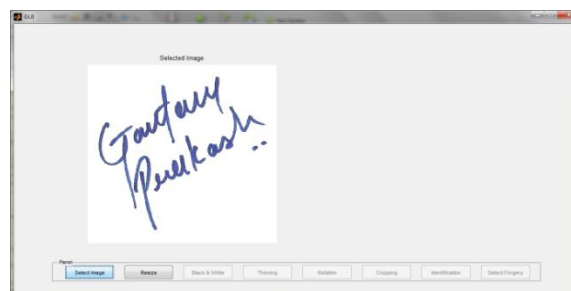 GUI
Selected Image
Gautam
Prakash
Panel
Select Image
Resize
Black & White
Thinning
Rotation
Cropping
Identification
Detect Forgery